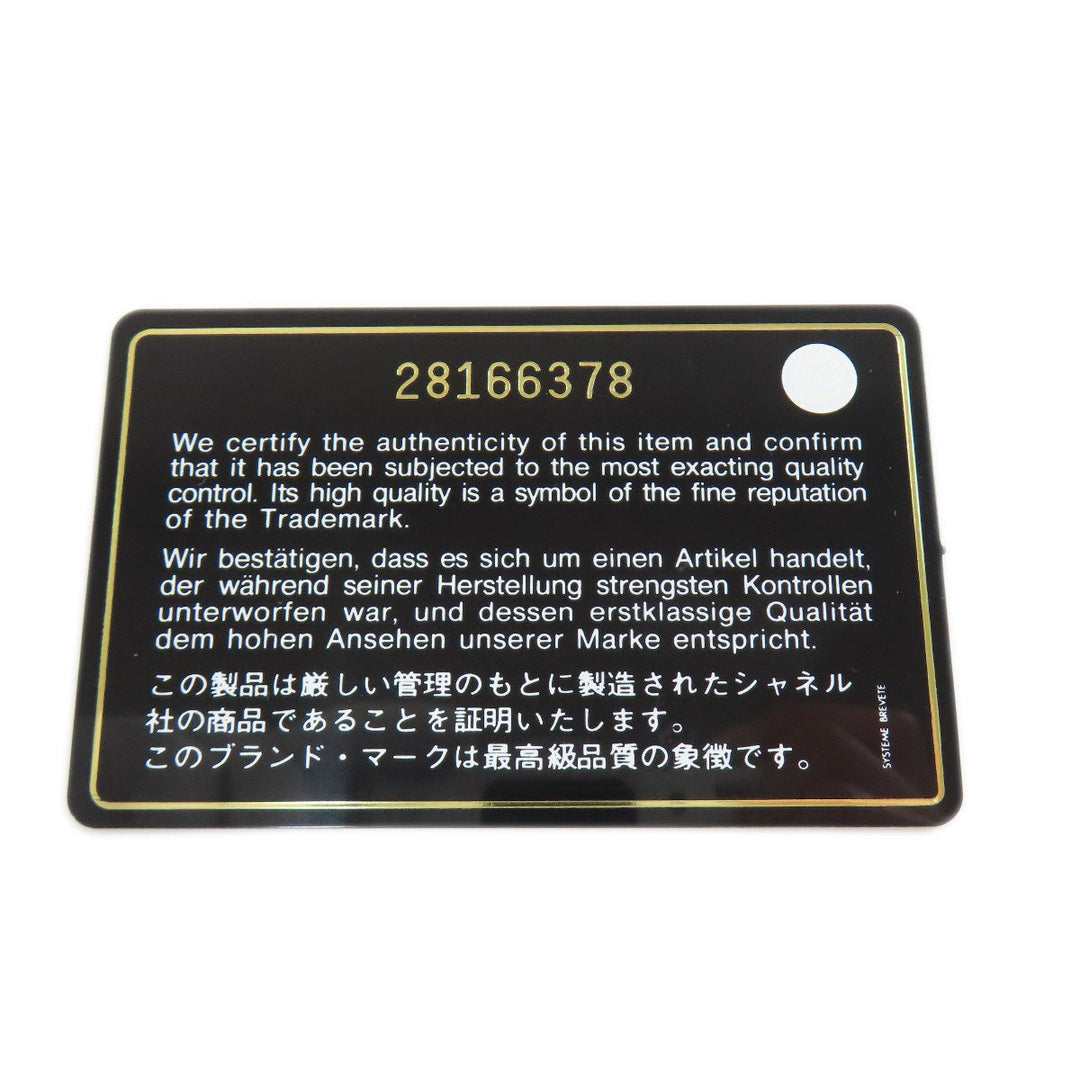 28166378
We certify the authenticity of this item and confirm
that it has been subjected to the most exacting quality
control. Its high quality is a symbol of the fine reputation
of the Trademark.
Wir bestätigen, dass es sich um einen Artikel handelt,
der während seiner Herstellung strengsten Kontrollen
unterworfen war, und dessen erstklassige Qualität
dem hohen Ansehen unserer Marke entspricht.
この製品は厳しい管理のもとに製造されたシャネル
社の商品であることを証明いたします。
このブランド・マークは最高級品質の象徴です。
SYSTEME BREVETE